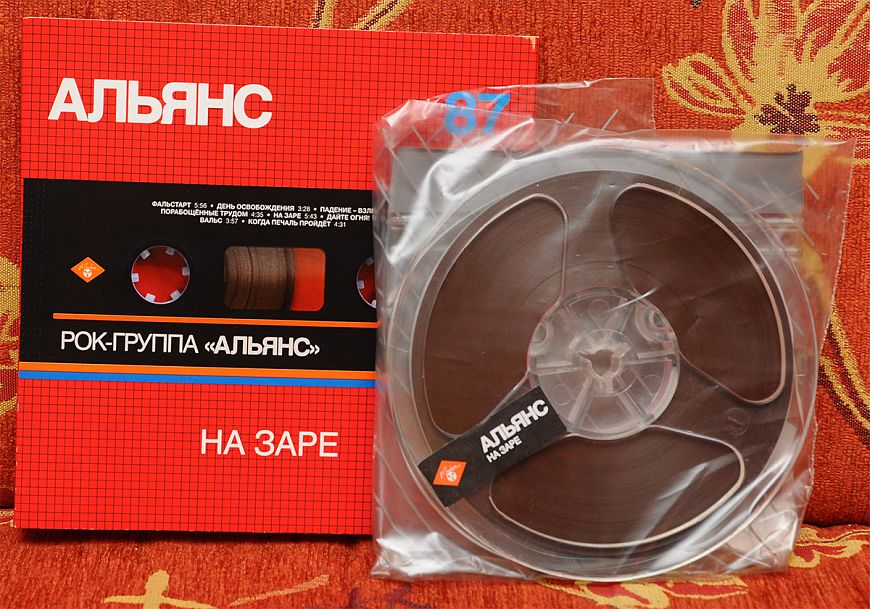 АЛЬЯНС
87
ФАЛЬСТАРТ 5:56 • ДЕНЬ ОСВОБОЖДЕНИЯ 3:28 • ПАДЕНИЕ – ВЗЛ
ПОРАБОЩЁННЫЕ ТРУДОМ 4:35 • НА ЗАРЕ 5:43 • ДАЙТЕ ОГНЯ!
ВАЛЬС 3:57 • КОГДА ПЕЧАЛЬ ПРОЙДЁТ 4:31
РОК-ГРУППА «АЛЬЯНС»
НА ЗАРЕ
АЛЬЯНС
НА ЗАРЕ